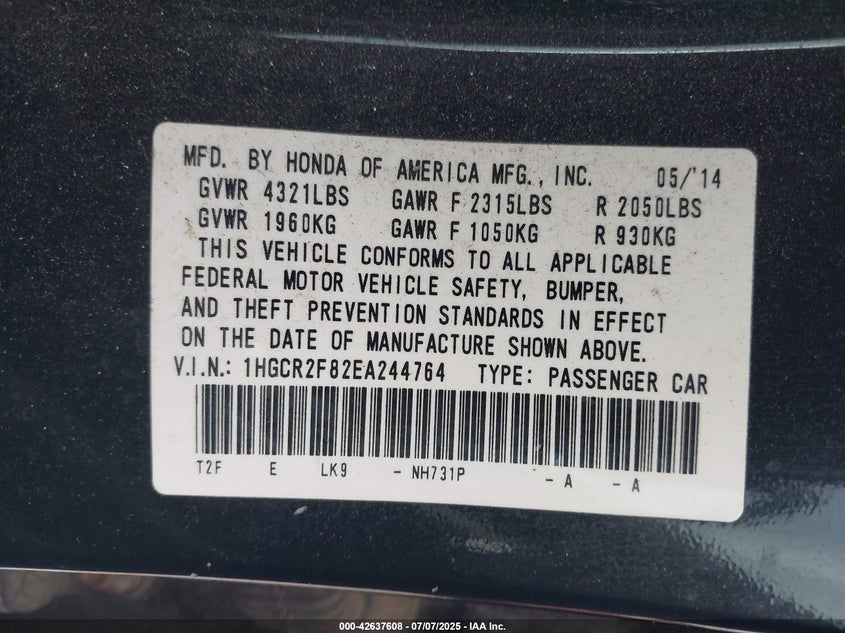 MFD. BY HONDA OF AMERICA MFG., INC. 05/'14
GVWR 4321LBS GAWR F 2315LBS R 2050LBS
GVWR 1960KG GAWR F 1050KG R 930KG
THIS VEHICLE CONFORMS TO ALL APPLICABLE
FEDERAL MOTOR VEHICLE SAFETY, BUMPER,
AND THEFT PREVENTION STANDARDS IN EFFECT
ON THE DATE OF MANUFACTURE SHOWN ABOVE.
V.I.N.: 1HGCR2F82EA244764 TYPE: PASSENGER CAR
T2F E LK9 - NH731P - A - A
000-42637608 - 07/07/2025 - IAA Inc.